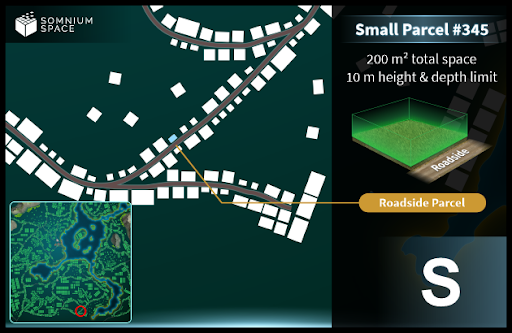 SOMNIUM
SPACE
Small Parcel #345
200 m² total space
10 m height & depth limit
Roadside
Roadside Parcel
S